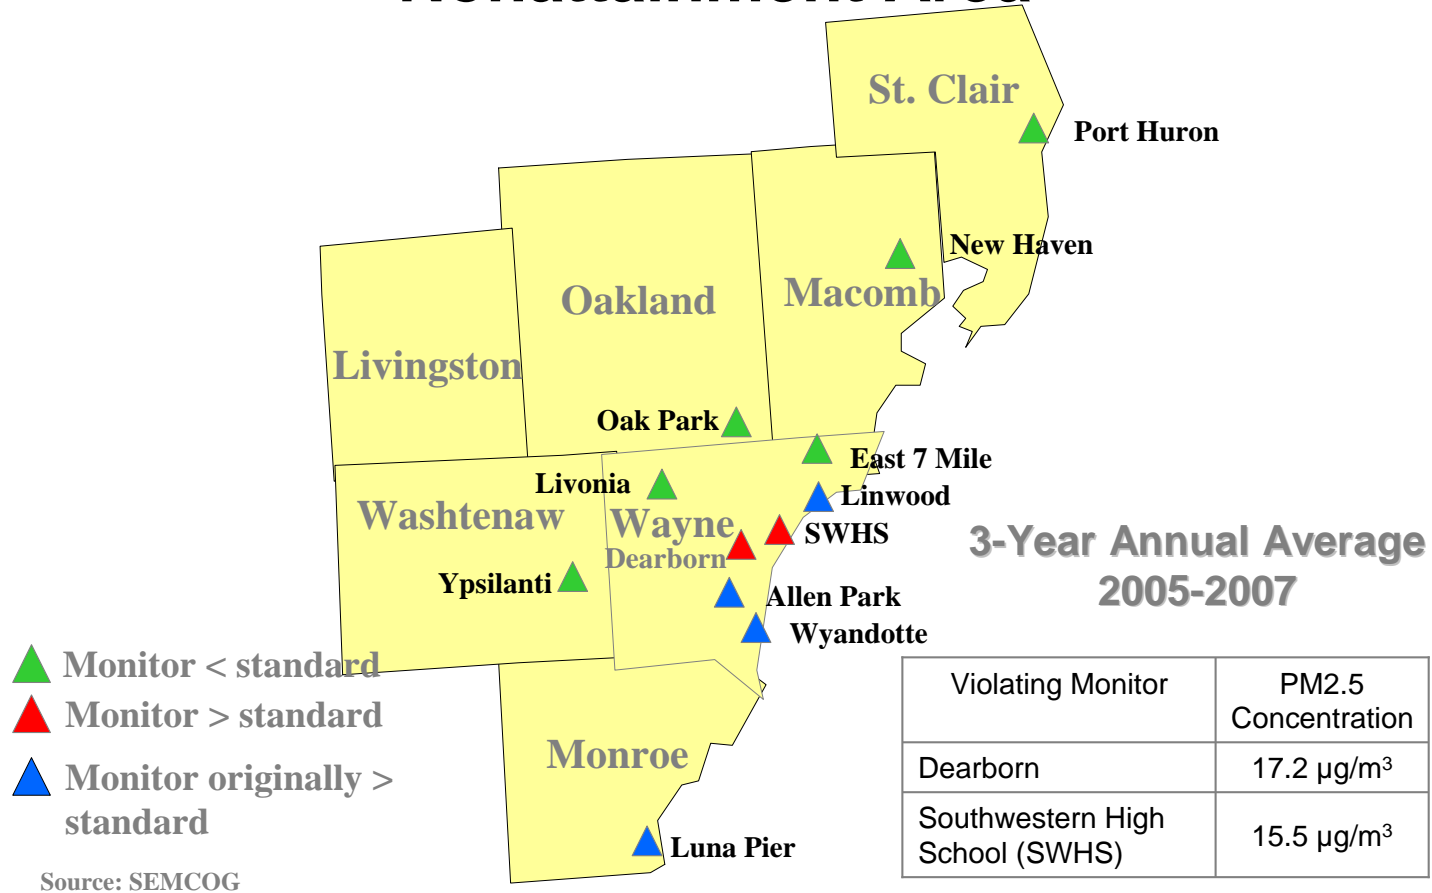 Nonattainment Area
St. Clair
Port Huron
New Haven
Macomb
Oakland
Livingston
Oak Park
East 7 Mile
Livonia
Linwood
Washtenaw
Wayne
SWHS
Dearborn
Ypsilanti
Allen Park
Wyandotte
3-Year Annual Average
2005-2007
Monitor < standard
Monitor > standard
Monitor originally >
standard
Monroe
Luna Pier
Violating Monitor
PM2.5
Concentration
Dearborn
17.2 µg/m³
Southwestern High
School (SWHS)
15.5 µg/m³
Source: SEMCOG